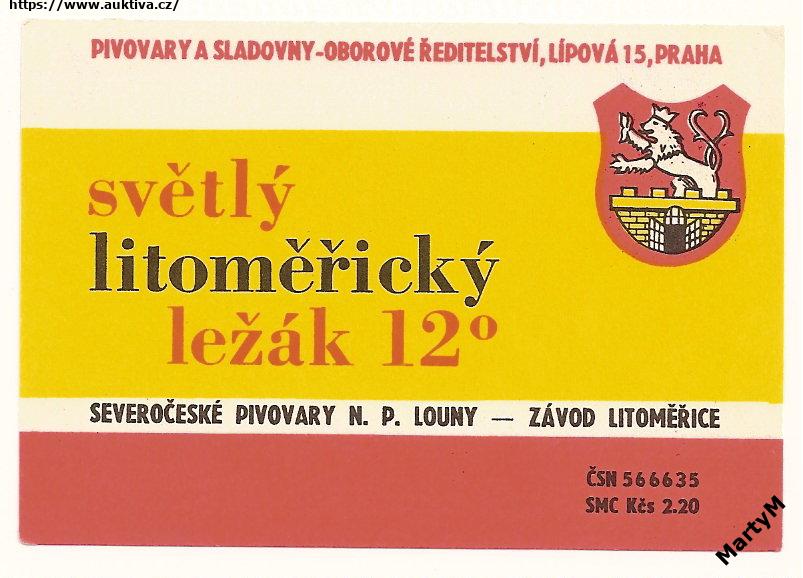 https://www.auktiva.cz/
PIVOVARY A SLADOVNY-OBOROVÉ ŘEDITELSTVÍ, LÍPOVÁ 15, PRAHA
světlý
litoměřický
ležák 12°
SEVEROČESKÉ PIVOVARY N. P. LOUNY — ZÁVOD LITOMĚŘICE
ČSN 566635
SMC Kčs 2.20
MartyM